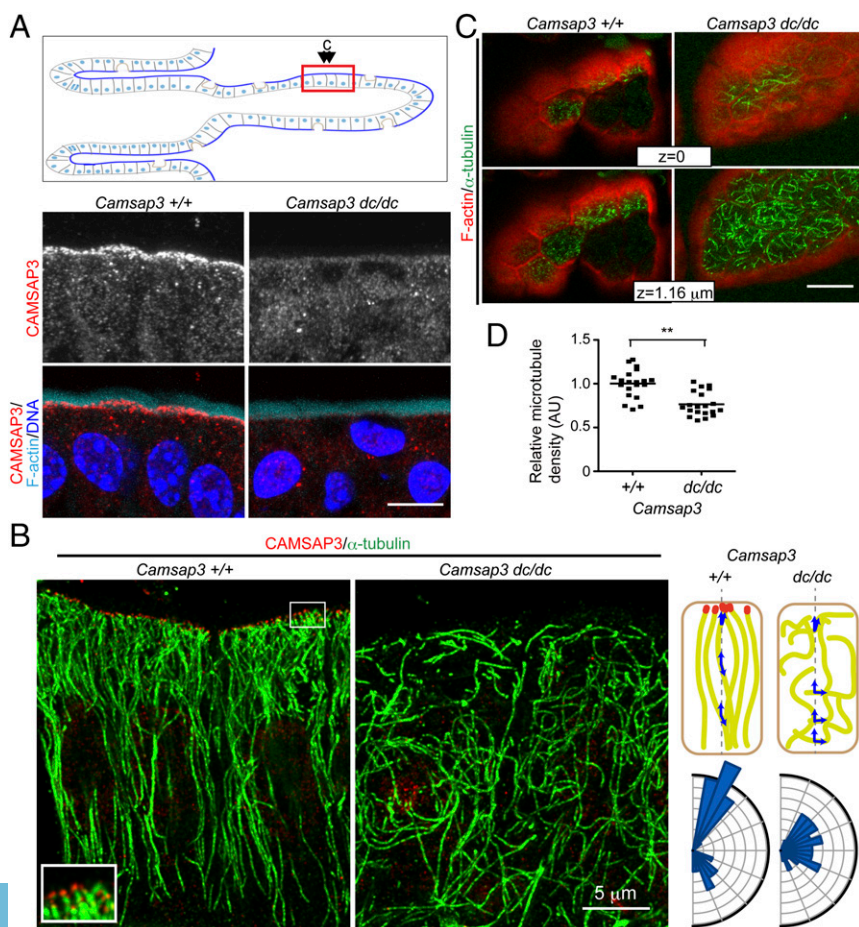 A
C
Camsap3 +/+
Camsap3 dc/dc
CAMSAP3
CAMSAP3/
F-actin/DNA
C
Camsap3 +/+
Camsap3 dc/dc
F-actin/α-tubulin
z=0
z=1.16 μm
D
**
Relative microtubule
density (AU)
1.5
1.0
0.5
0
+/+
dc/dc
Camsap3
B
CAMSAP3/α-tubulin
Camsap3 +/+
Camsap3 dc/dc
5 μm
Camsap3
+/+
dc/dc